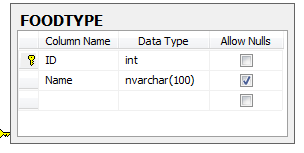 FOODTYPE
Column Name Data Type Allow Nulls
ID int
Name nvarchar(100)